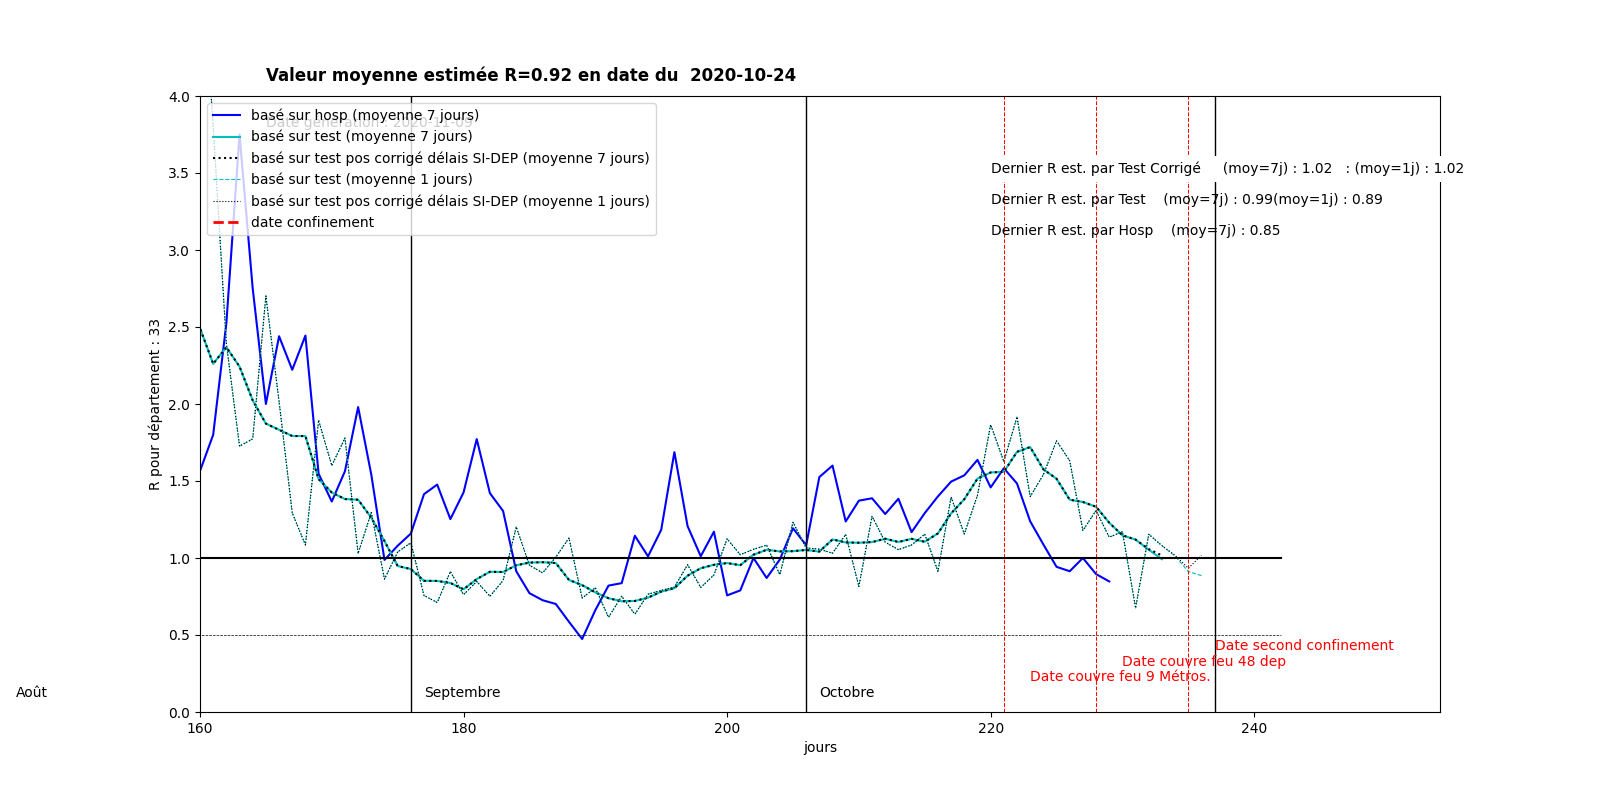 Valeur moyenne estimée R=0.92 en date du  2020-10-24
4.0
3.5
3.0
2.5
2.0
1.5
1.0
0.5
0.0
R pour département : 33
basé sur hosp (moyenne 7 jours)
Date génération : 2020-11-09
basé sur test (moyenne 7 jours)
basé sur test pos corrigé délais SI-DEP (moyenne 7 jours)
basé sur test (moyenne 1 jours)
basé sur test pos corrigé délais SI-DEP (moyenne 1 jours)
date confinement
Dernier R est. par Test Corrigé     (moy=7j) : 1.02   : (moy=1j) : 1.02
Dernier R est. par Test    (moy=7j) : 0.99(moy=1j) : 0.89
Dernier R est. par Hosp    (moy=7j) : 0.85
Date second confinement
Date couvre feu 48 dep
Date couvre feu 9 Métros.
Août
Septembre
Octobre
160
180
200
220
240
jours